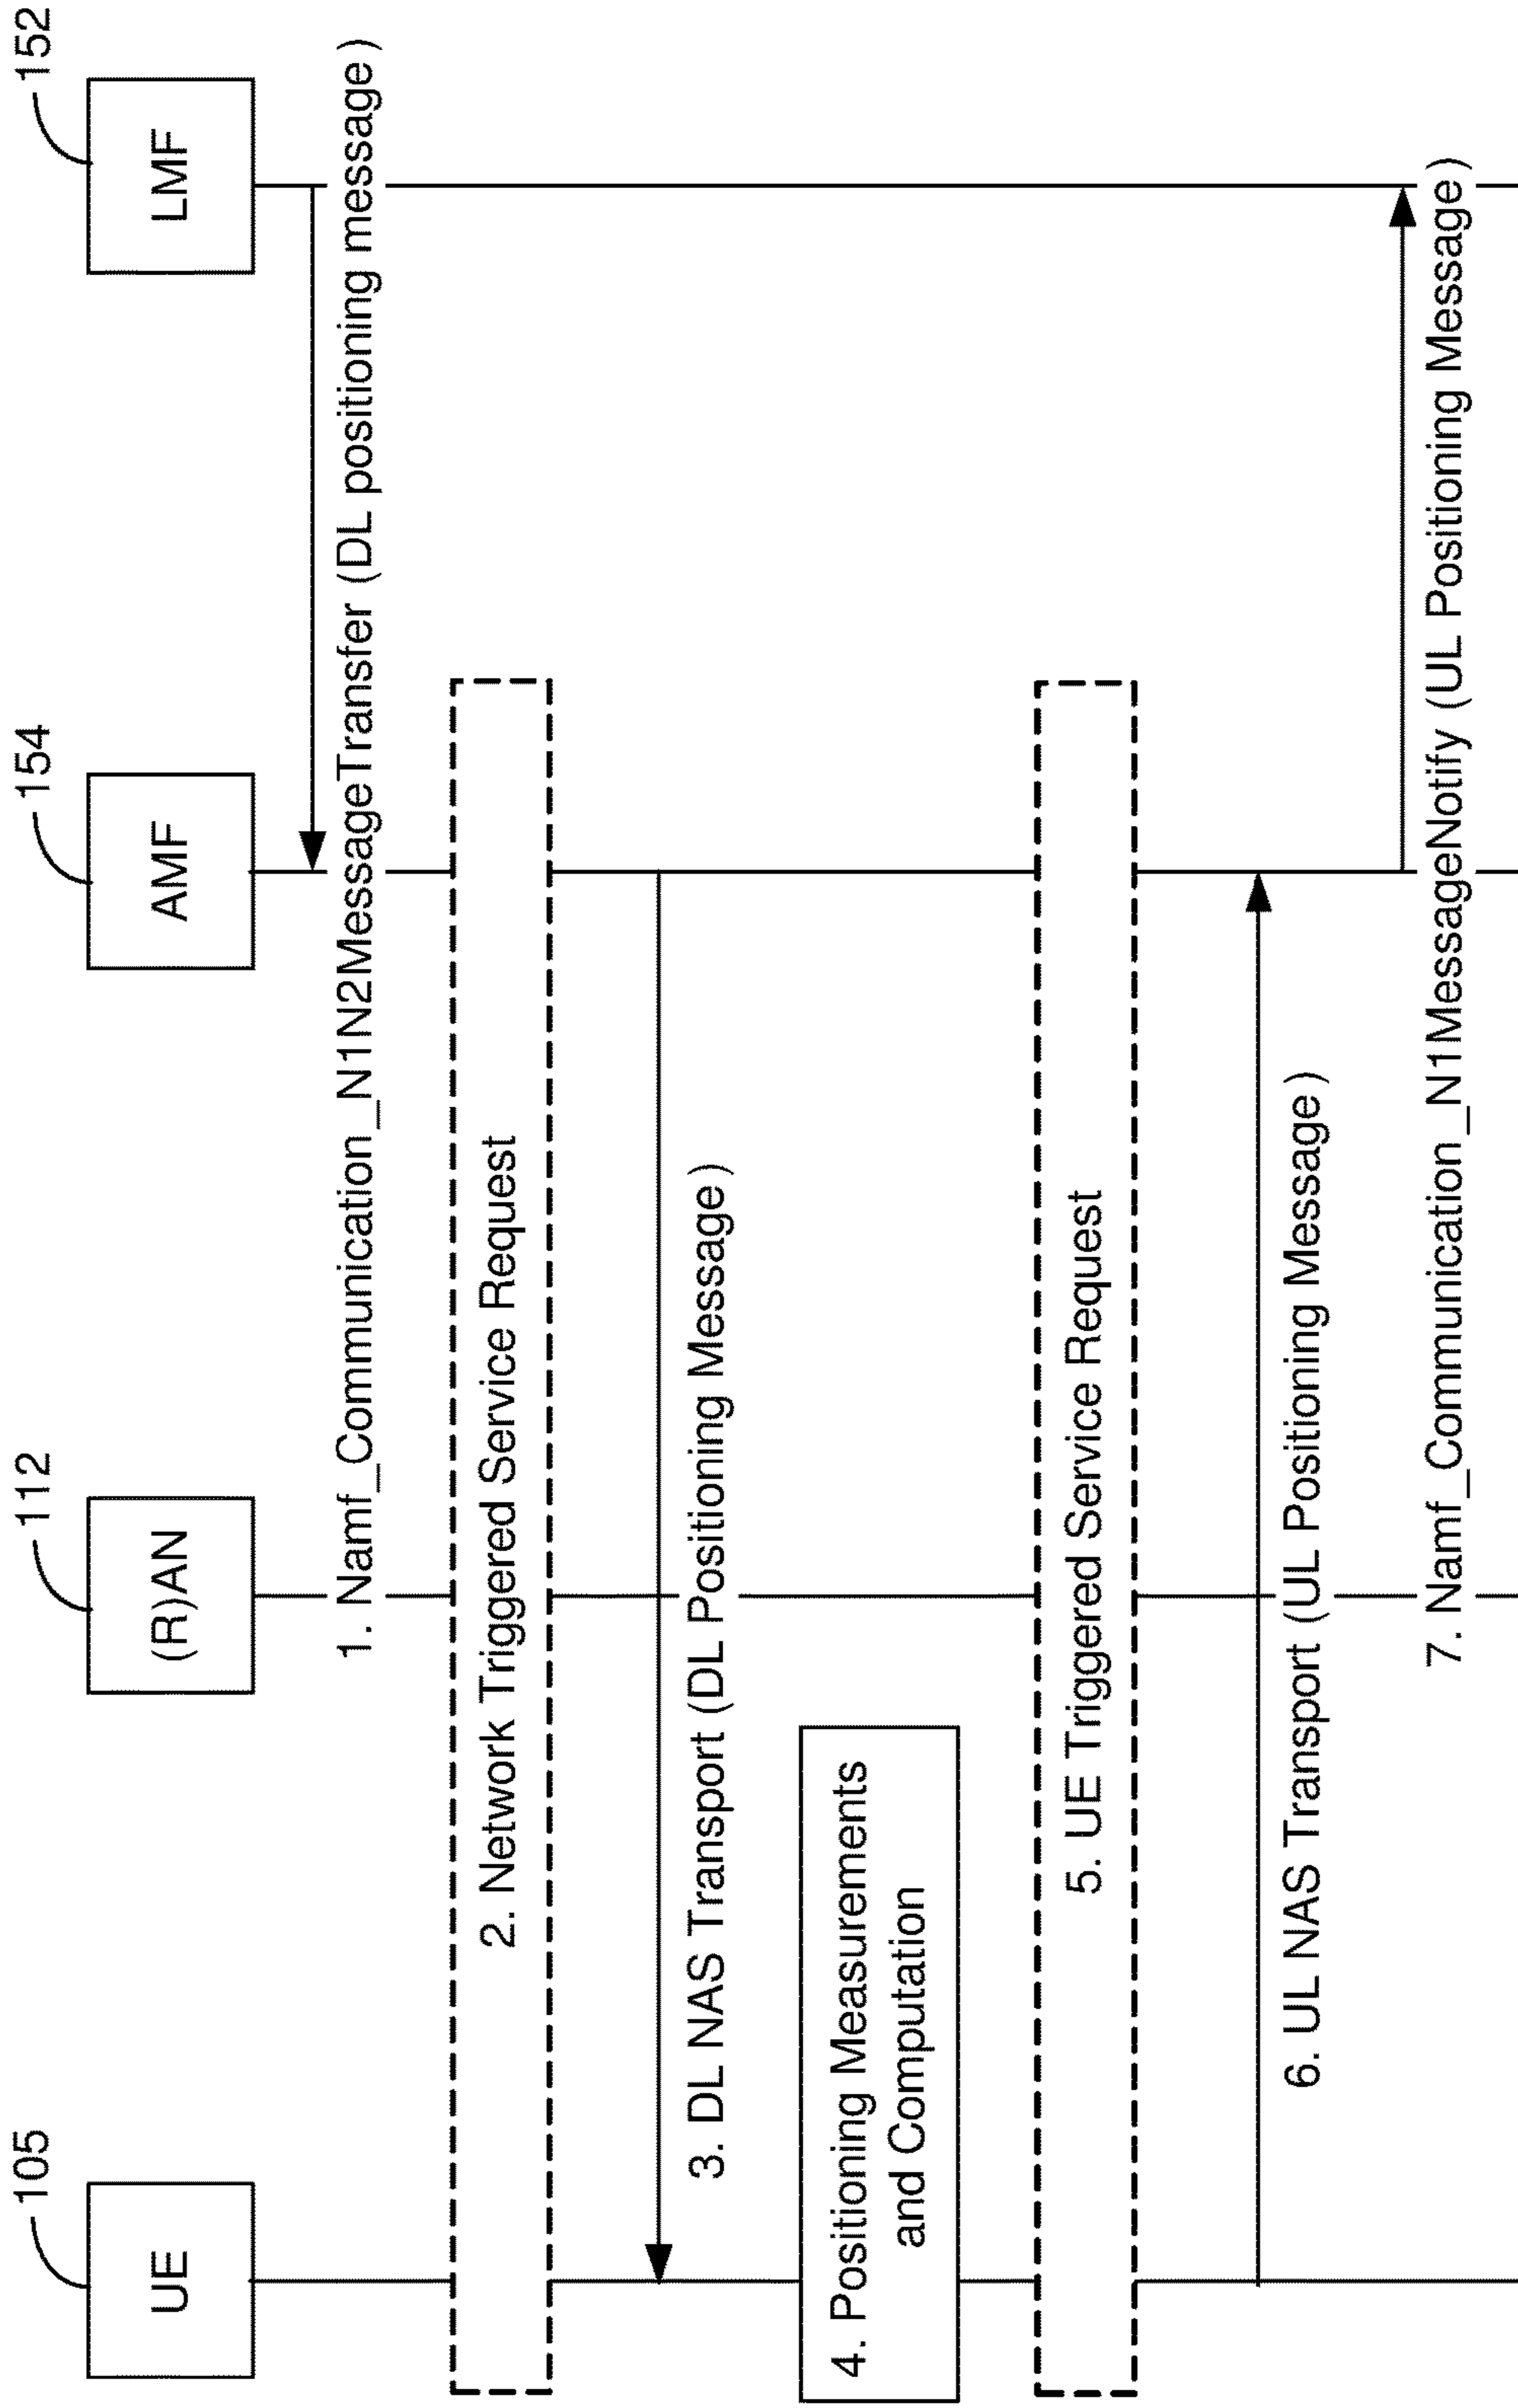 105
112
154
152
UE
(R)AN
AMF
LMF
1. Namf_Communication_N1N2MessageTransfer (DL positioning message)
2. Network Triggered Service Request
3. DL NAS Transport (DL Positioning Message)
4. Positioning Measurements
and Computation
5. UE Triggered Service Request
6. UL NAS Transport (UL Positioning Message)
7. Namf_Communication_N1MessageNotify (UL Positioning Message)